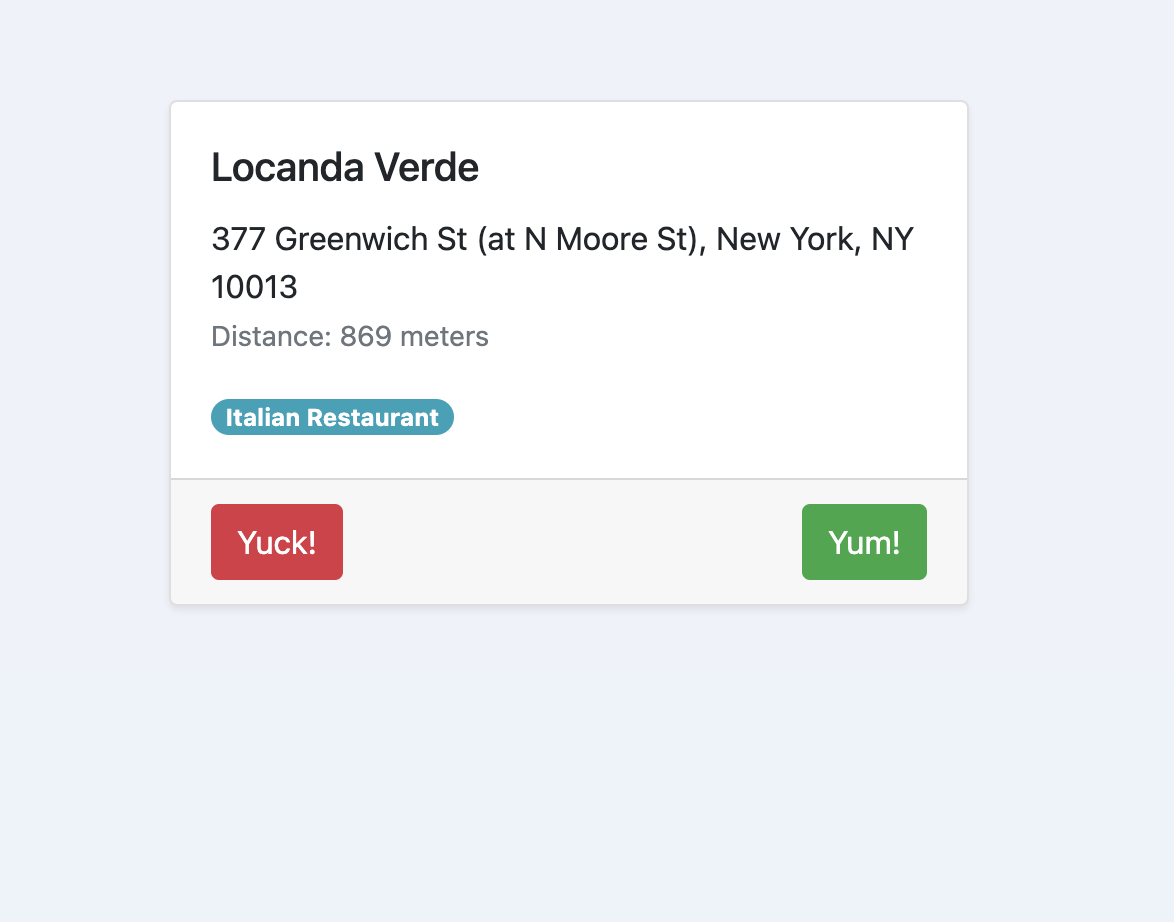 Locanda Verde
377 Greenwich St (at N Moore St), New York, NY
10013
Distance: 869 meters
Italian Restaurant
Yuck!
Yum!